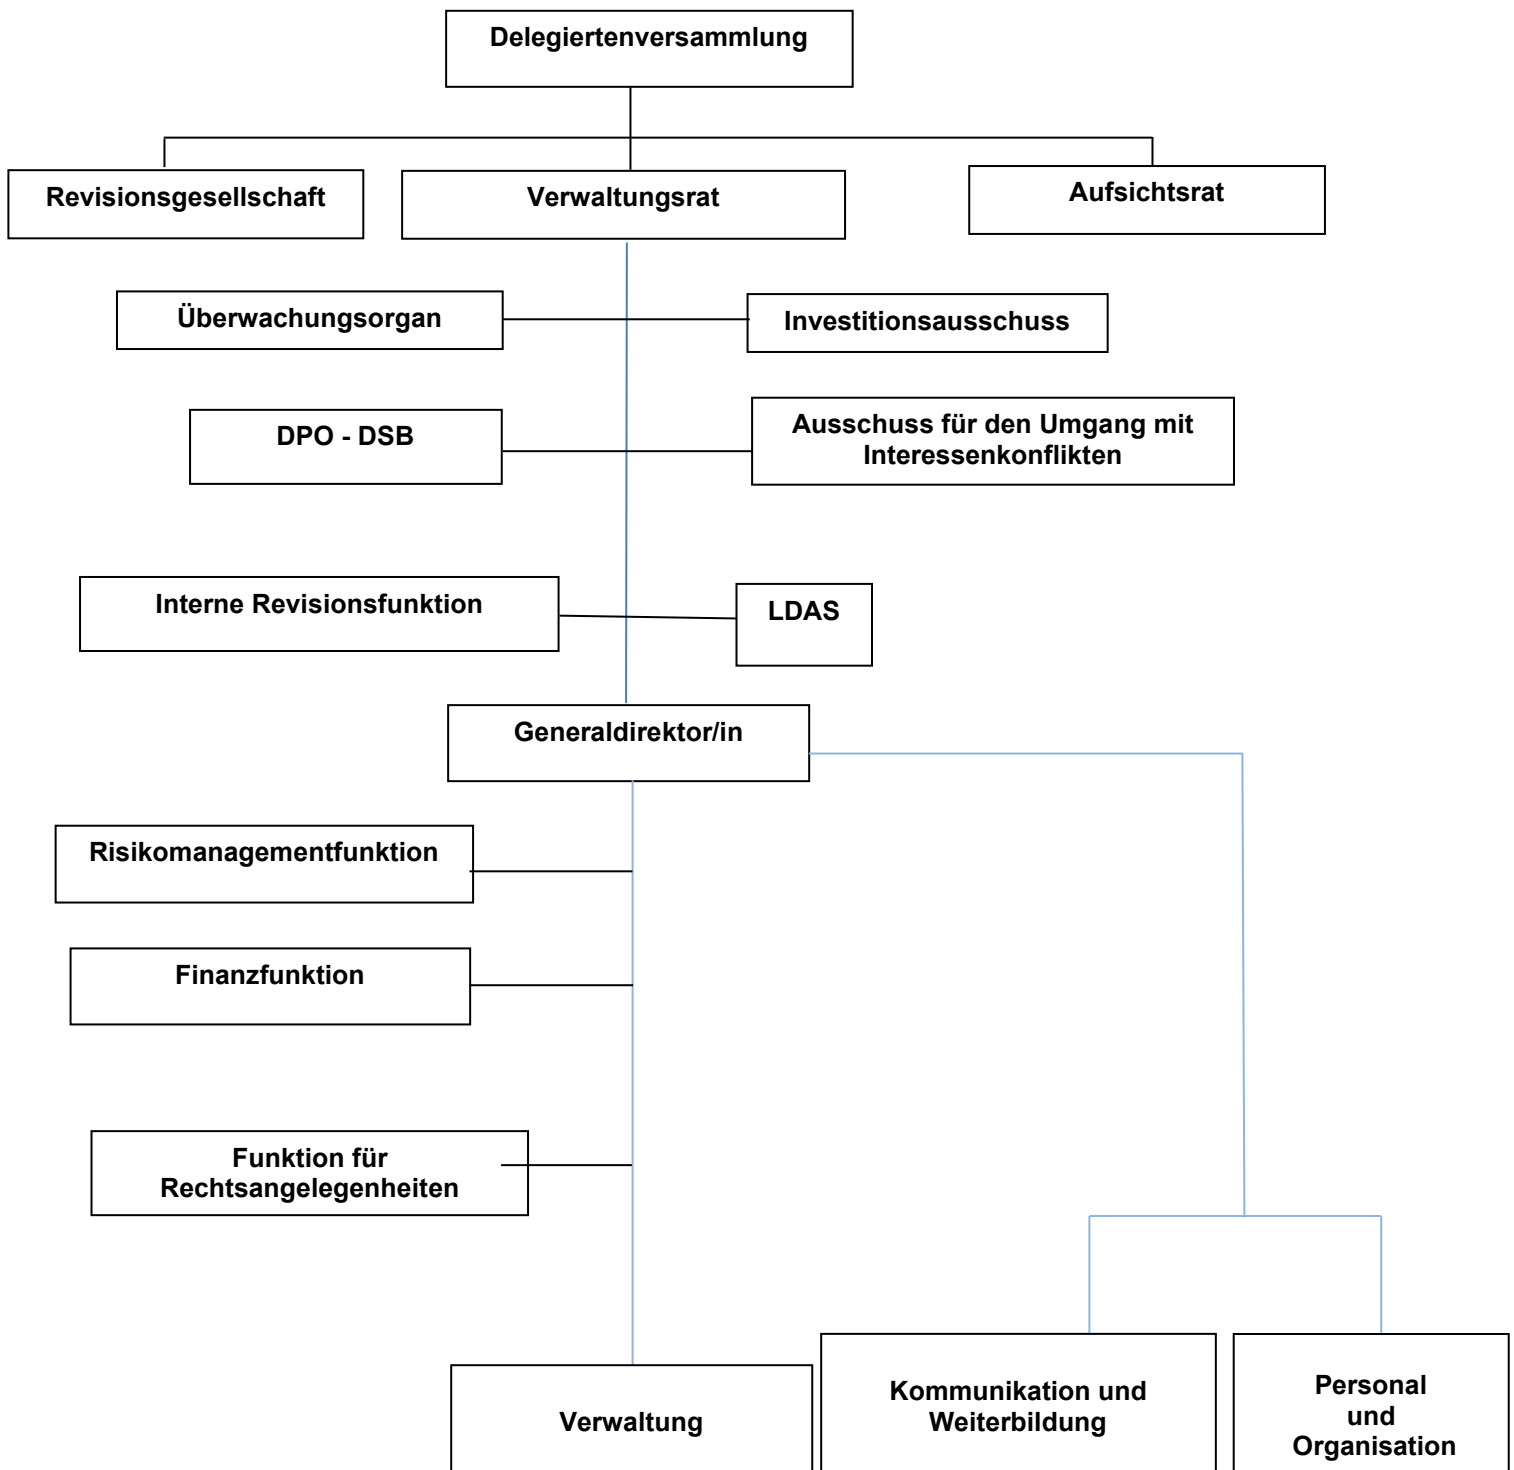 Delegiertenversammlung
Revisionsgesellschaft
Verwaltungsrat
Aufsichtsrat
Überwachungsorgan
Investitionsausschuss
DPO - DSB
Ausschuss für den Umgang mit
Interessenkonflikten
Interne Revisionsfunktion
LDAS
Generaldirektor/in
Risikomanagementfunktion
Finanzfunktion
Funktion für
Rechtsangelegenheiten
Verwaltung
Kommunikation und
Weiterbildung
Personal
und
Organisation